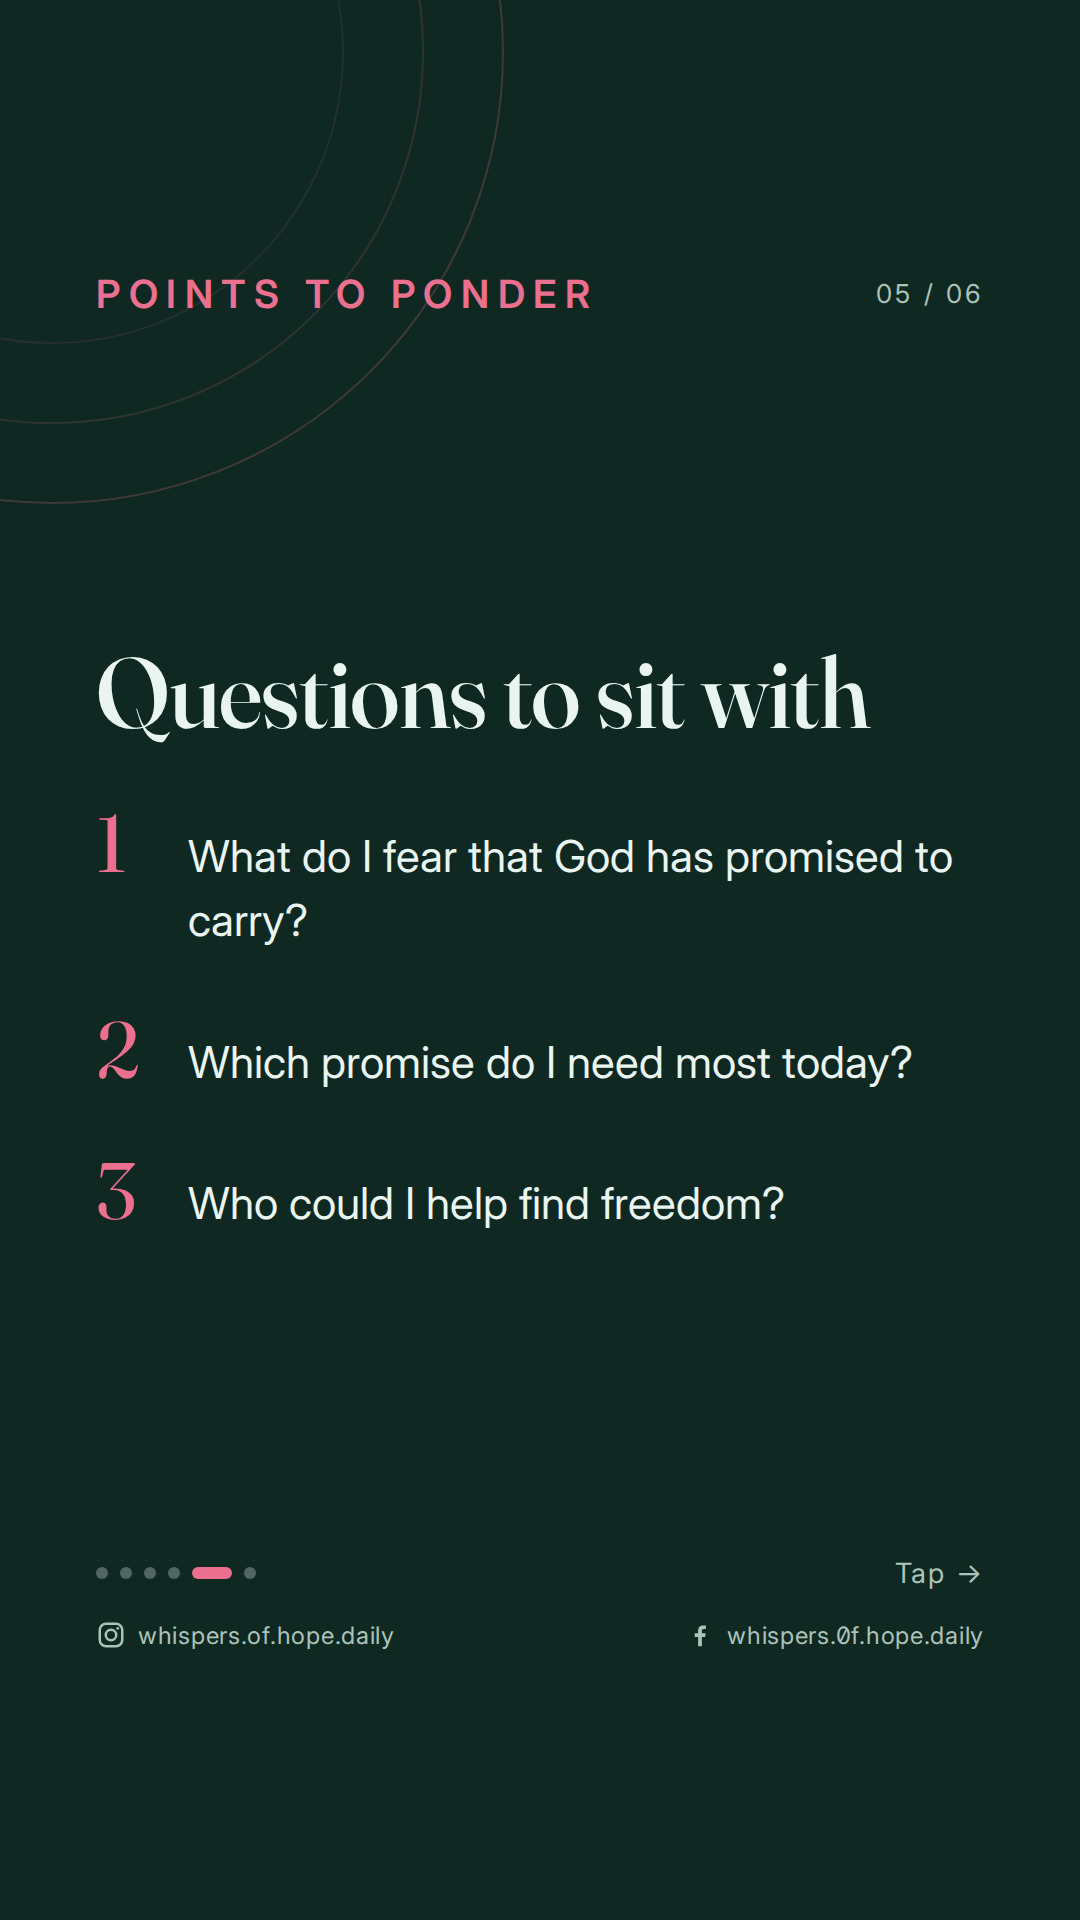 POINTS TO PONDER
05 / 06
Questions to sit with
1 What do I fear that God has promised to
carry?
2 Which promise do I need most today?
3 Who could I help find freedom?
Tap →
whispers.of.hope.daily
whispers.0f.hope.daily